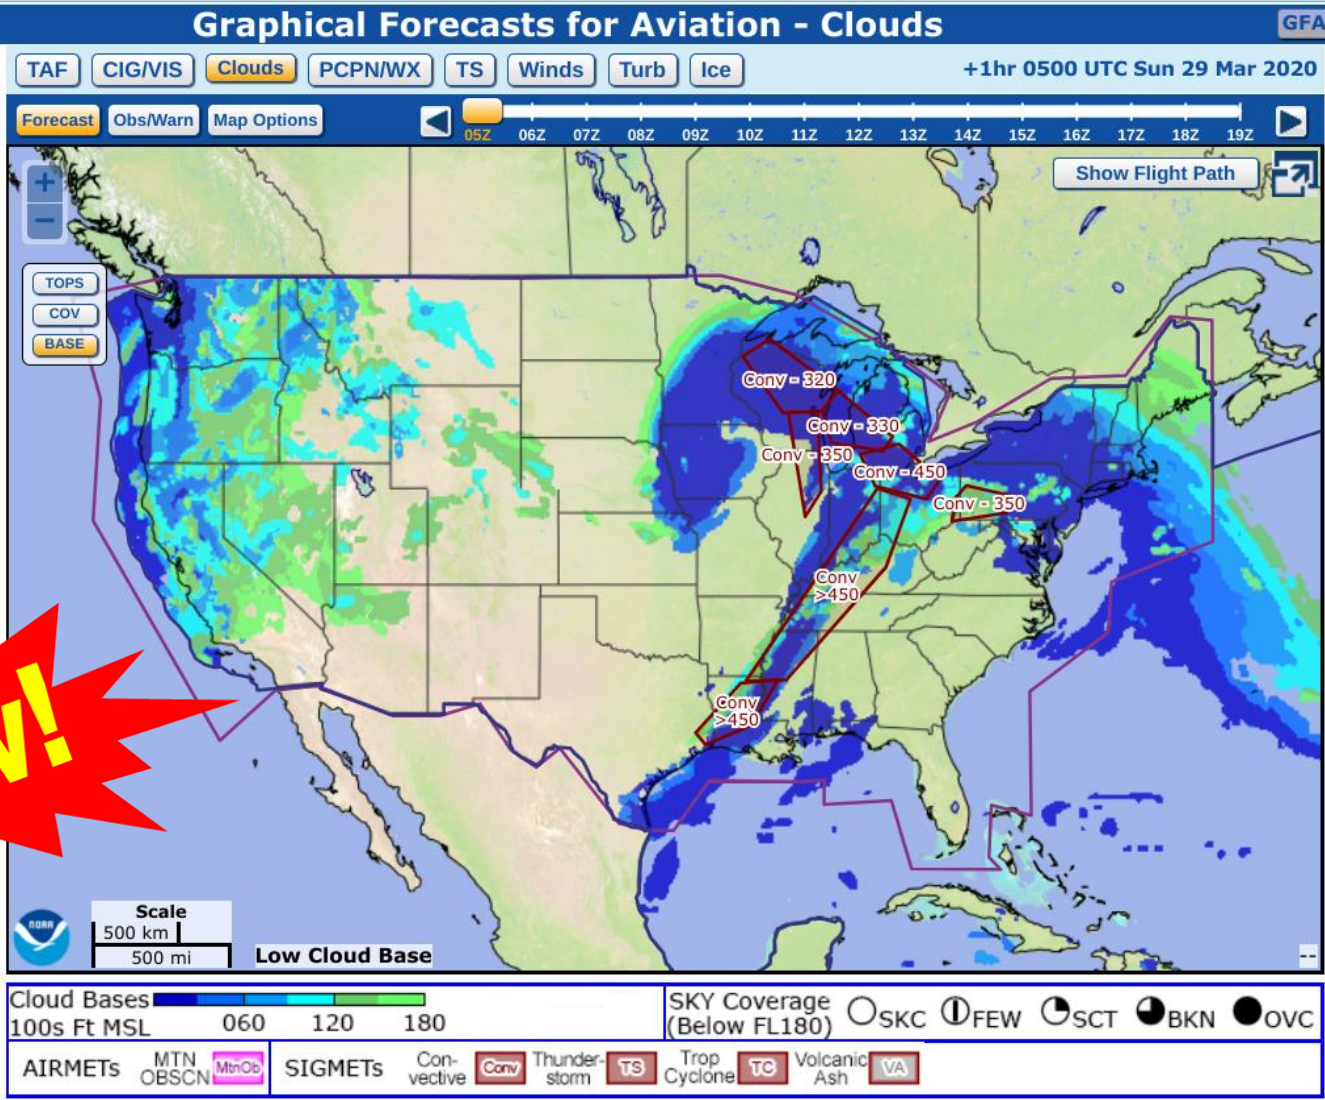 Graphical Forecasts for Aviation - Clouds
GFA
TAF CIG/VIS Clouds PCPN/WX TS Winds Turb Ice
+1hr 0500 UTC Sun 29 Mar 2020
Forecast Obs/Warn Map Options
05Z 06Z 07Z 08Z 09Z 10Z 11Z 12Z 13Z 14Z 15Z 16Z 17Z 18Z 19Z
+
−
Show Flight Path
TOPS
COV
BASE
Conv - 320
Conv - 330
Conv - 350
Conv - 450
Conv - 350
Conv
>450
Conv
>450
!
NOAA
Scale
500 km
500 mi
Low Cloud Base
--
Cloud Bases
100s Ft MSL
060 120 180
SKY Coverage
(Below FL180)
SKC FEW SCT BKN OVC
AIRMETs
MTN
OBSCN
MtnOb
SIGMETs
Con-
vective
Conv
Thunder-
storm
TS
Trop
Cyclone
TC
Volcanic
Ash
VA